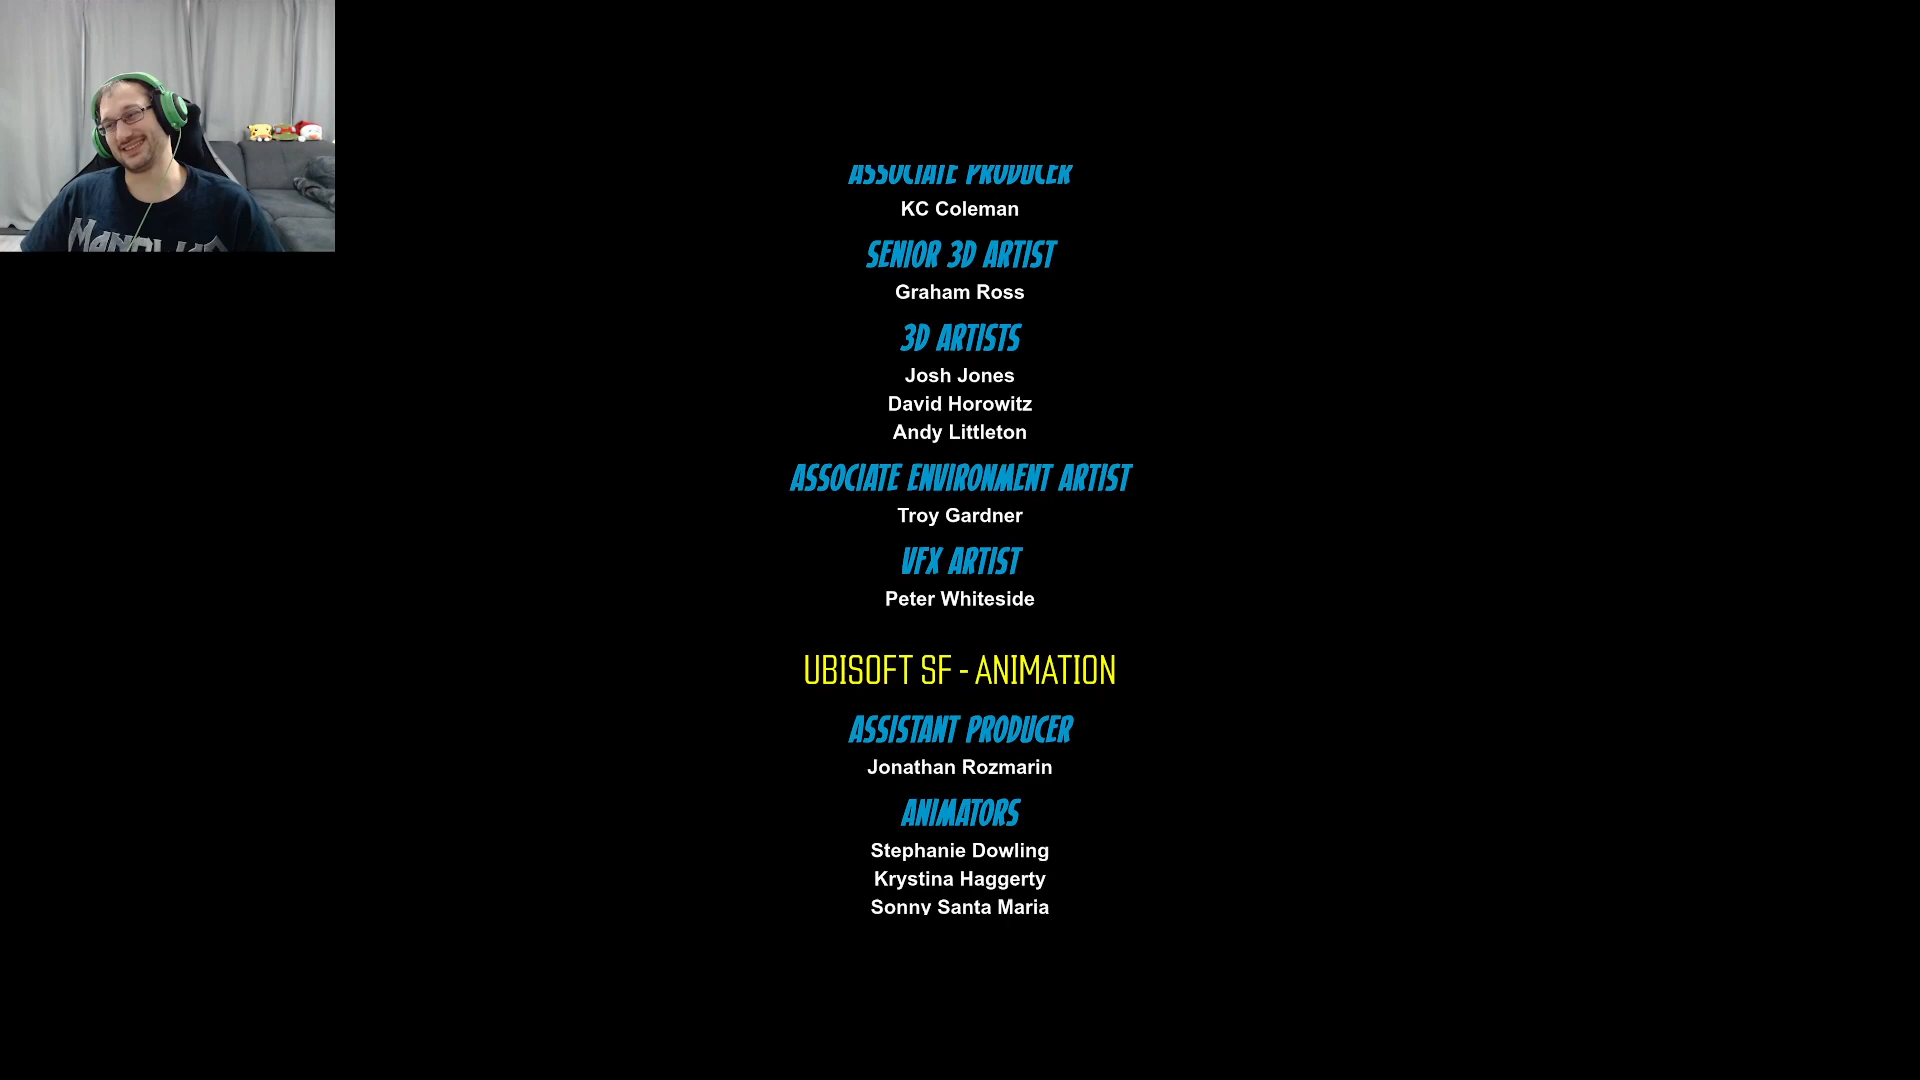 ASSOCIATE PRODUCER
KC Coleman
SENIOR 3D ARTIST
Graham Ross
3D ARTISTS
Josh Jones
David Horowitz
Andy Littleton
ASSOCIATE ENVIRONMENT ARTIST
Troy Gardner
VFX ARTIST
Peter Whiteside
UBISOFT SF - ANIMATION
ASSISTANT PRODUCER
Jonathan Rozmarin
ANIMATORS
Stephanie Dowling
Krystina Haggerty
Sonny Santa Maria